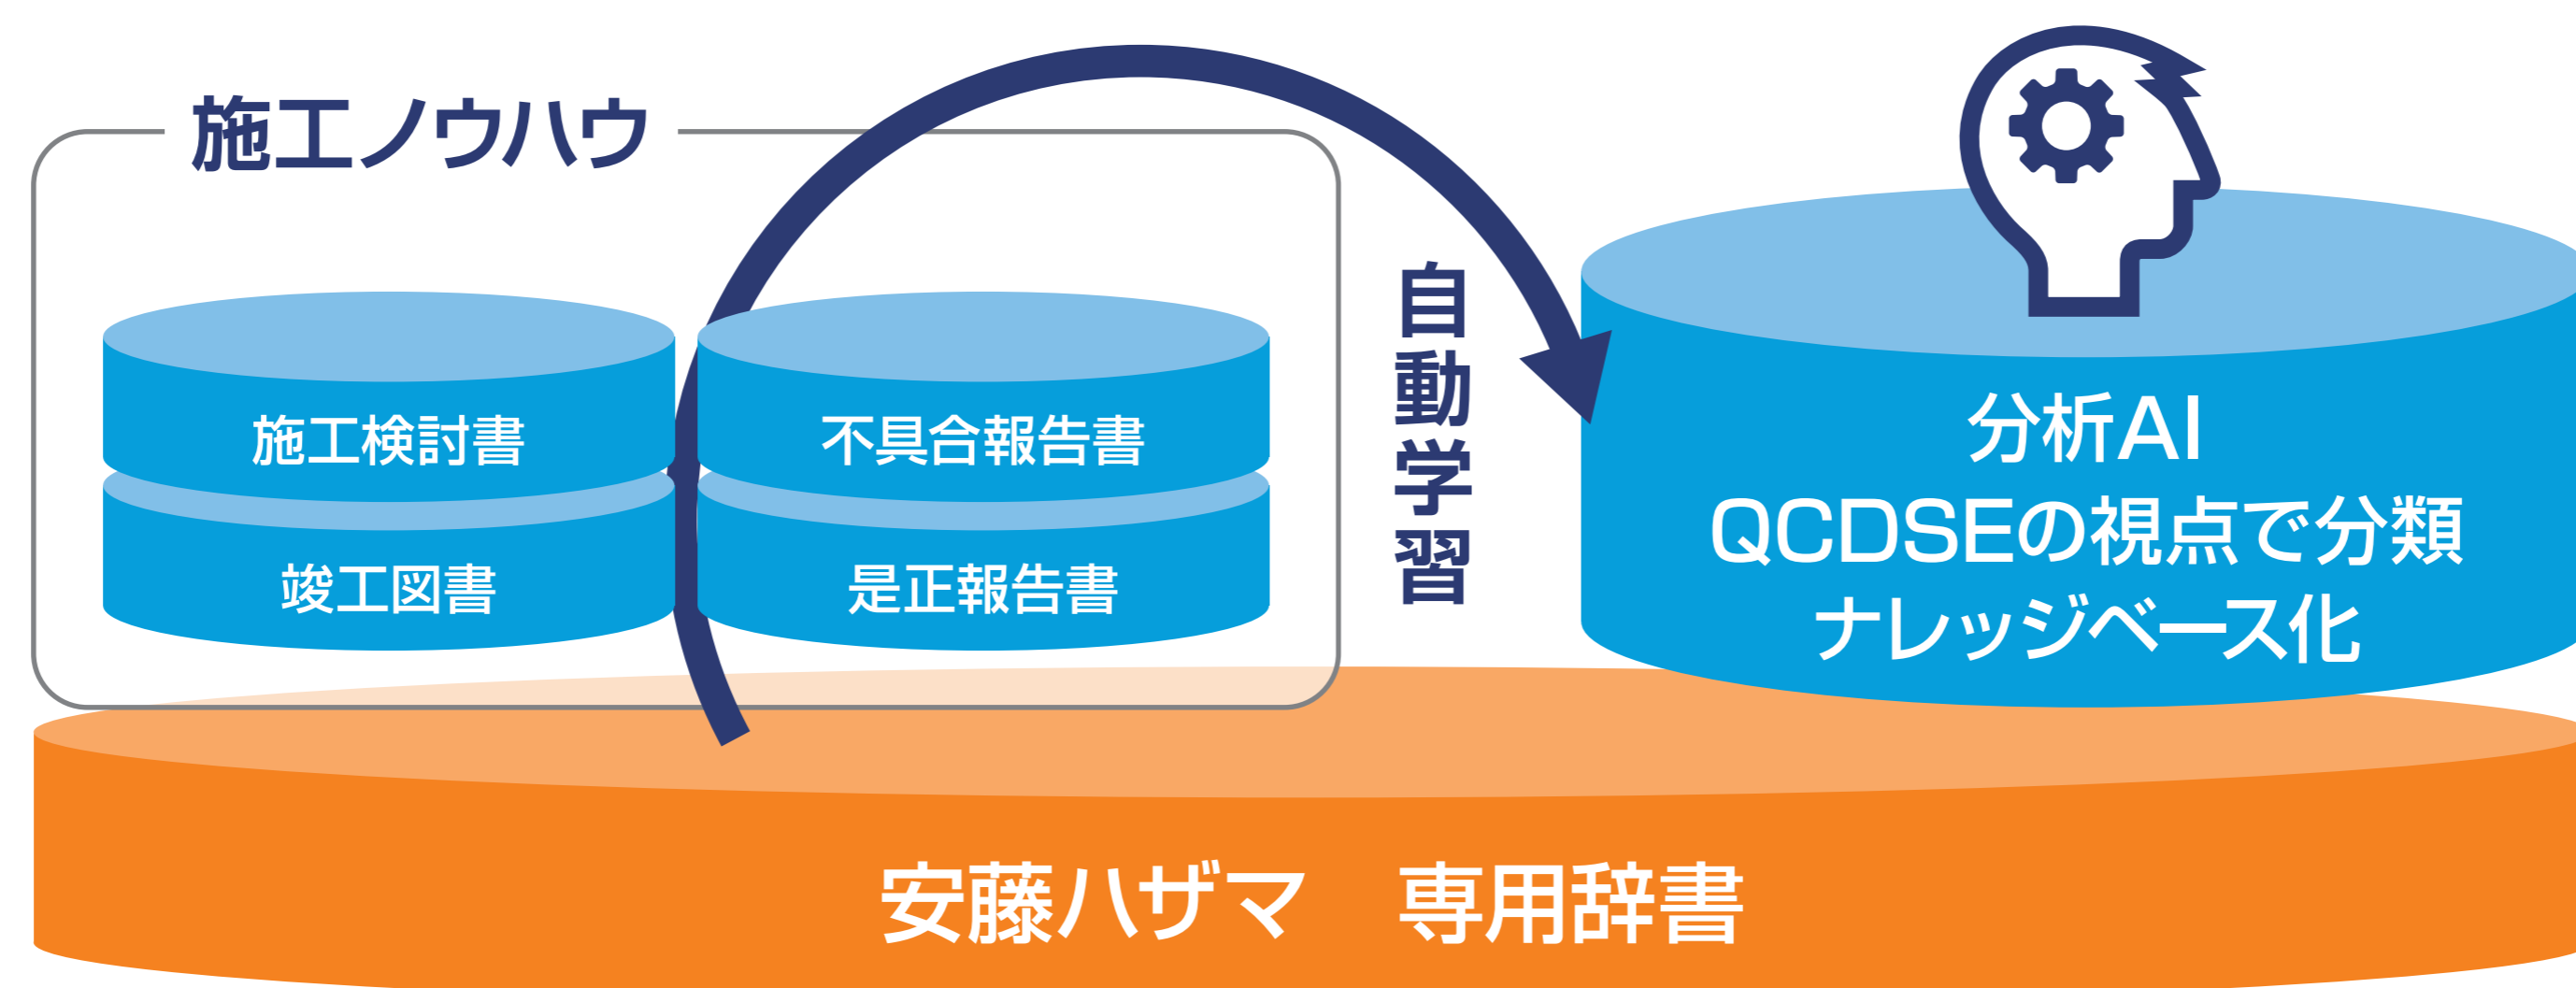 施工ノウハウ
施工検討書
不具合報告書
竣工図書
是正報告書
自動学習
分析AI
QCDSEの視点で分類
ナレッジベース化
安藤ハザマ　専用辞書